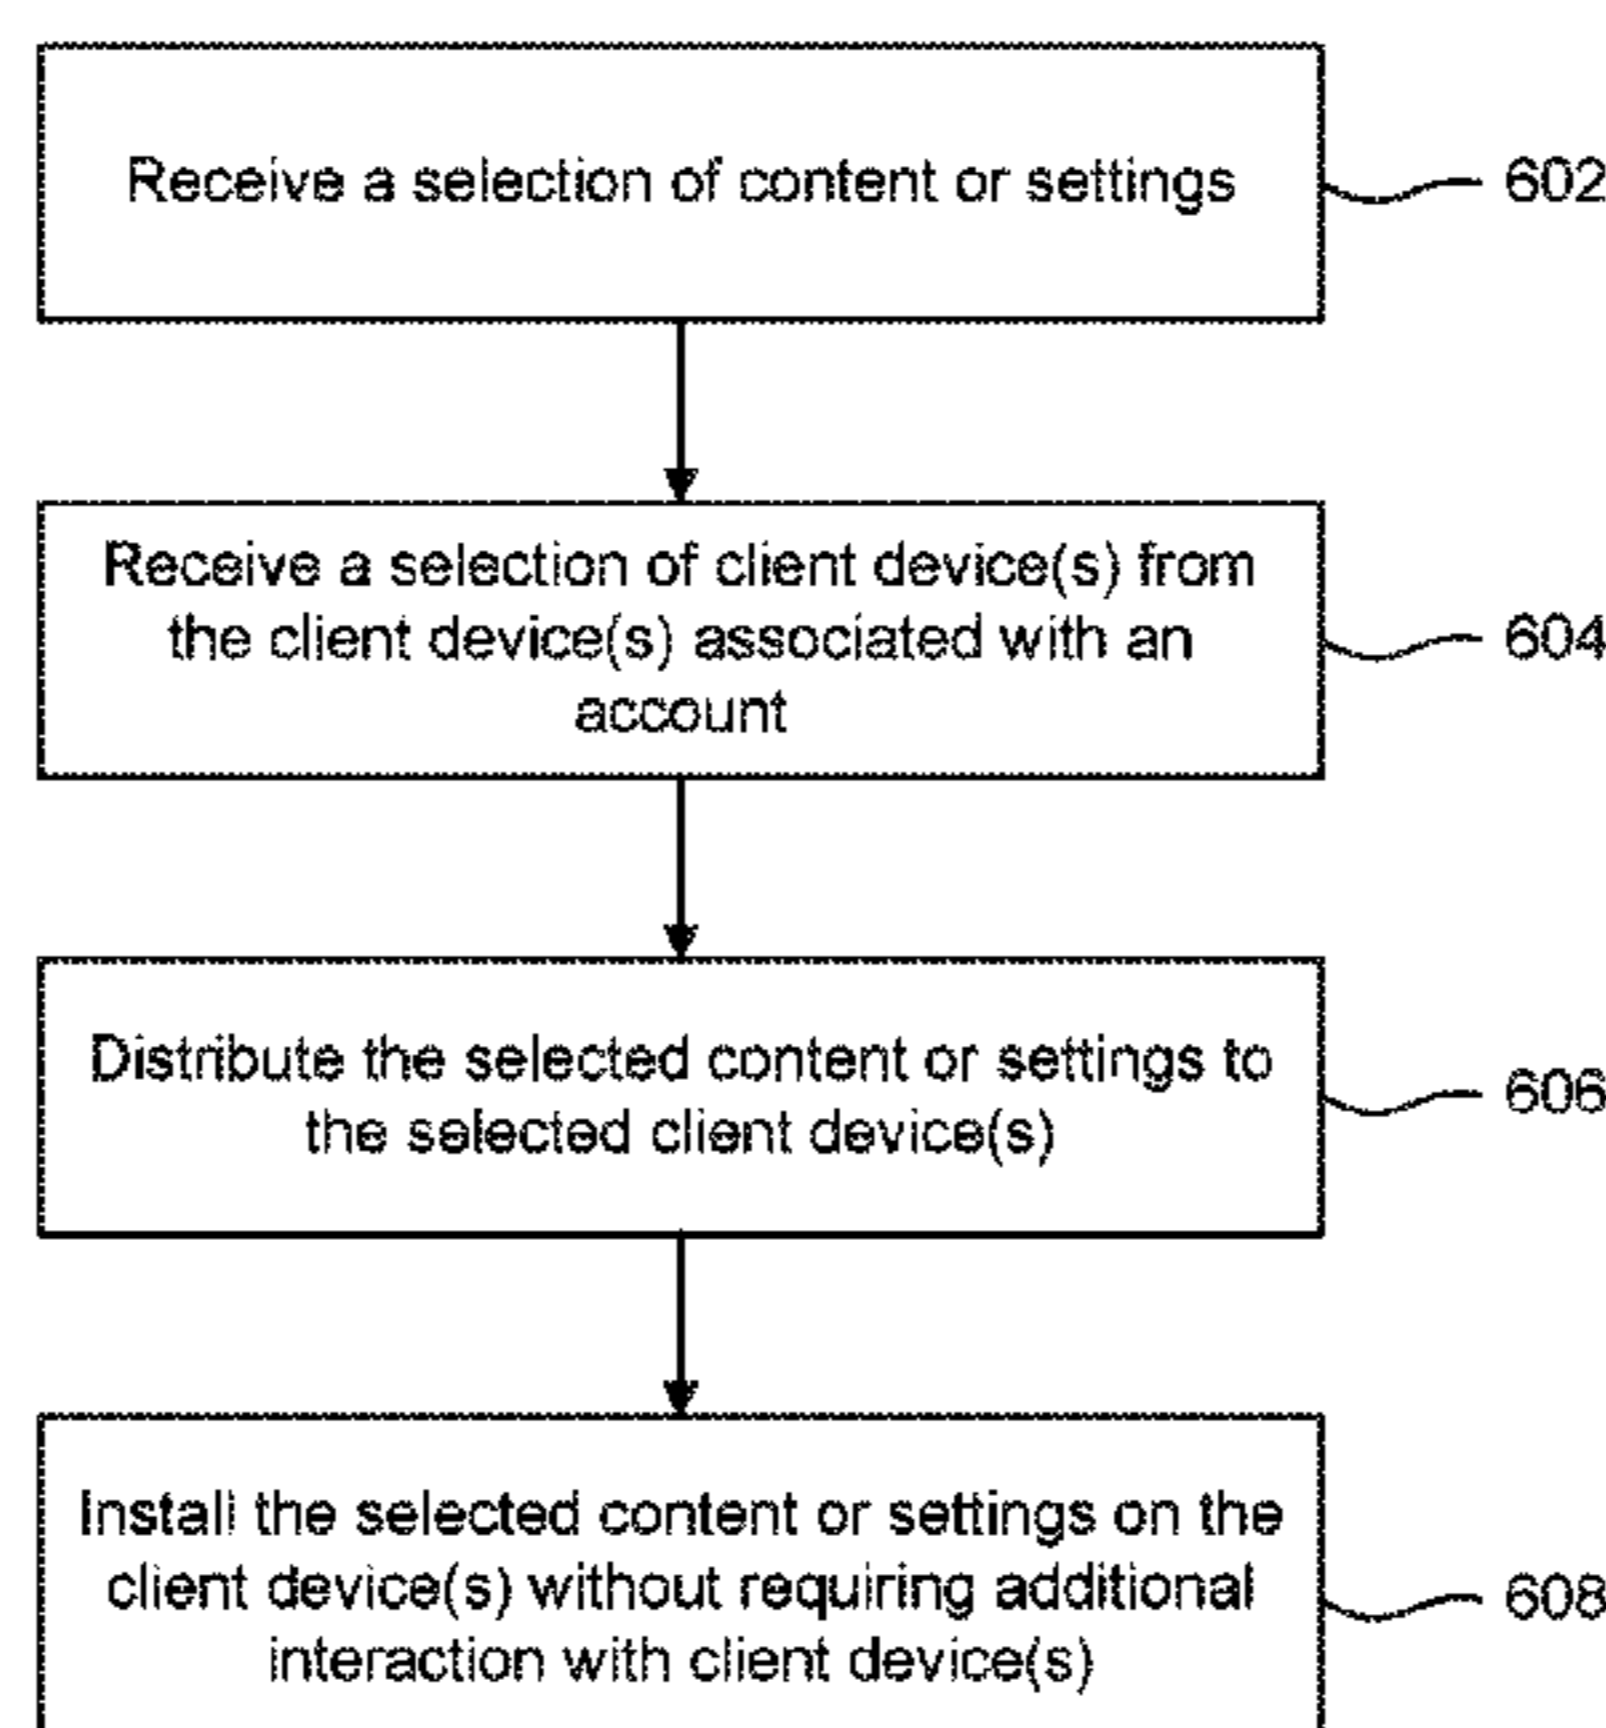 Receive a selection of content or settings
602
Receive a selection of client device(s) from
the client device(s) associated with an
account
604
Distribute the selected content or settings to
the selected client device(s)
606
Install the selected content or settings on the
client device(s) without requiring additional
interaction with client device(s)
608